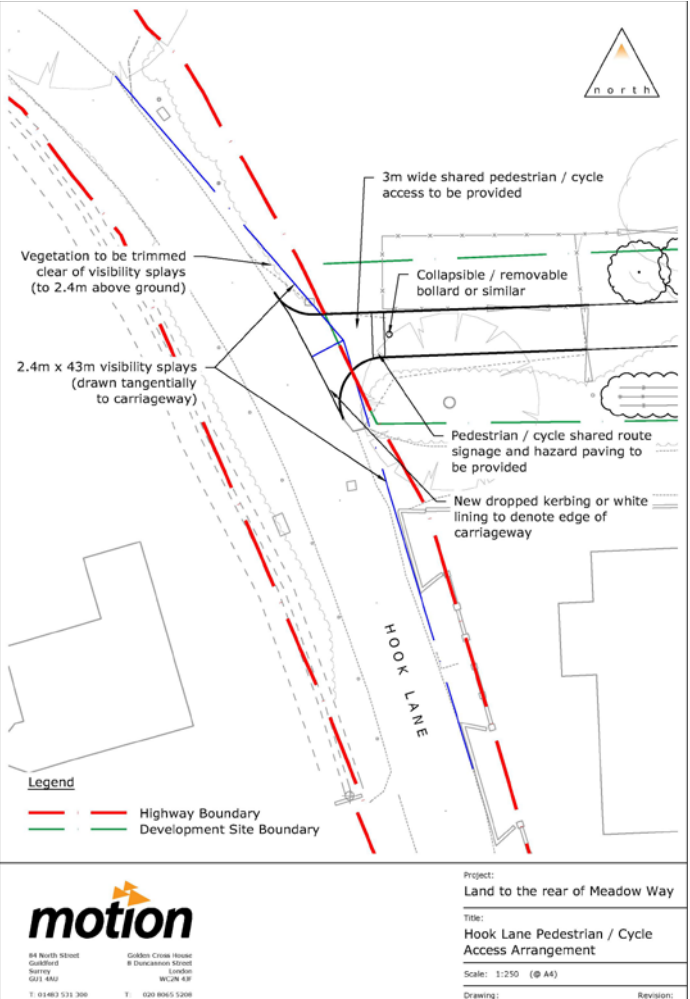 north
3m wide shared pedestrian / cycle
access to be provided
Vegetation to be trimmed
clear of visibility splays
(to 2.4m above ground)
Collapsible / removable
bollard or similar
2.4m x 43m visibility splays
(drawn tangentially
to carriageway)
Pedestrian / cycle shared route
signage and hazard paving to
be provided
New dropped kerbing or white
lining to denote edge of
carriageway
HOOK LANE
Legend
Highway Boundary
Development Site Boundary
motion
84 North Street
Guildford
Surrey
GU1 4AU
T: 01483 531 300
Golden Cross House
8 Duncannon Street
London
WC2N 4JF
T: 020 8065 5208
Project:
Land to the rear of Meadow Way
Title:
Hook Lane Pedestrian / Cycle
Access Arrangement
Scale: 1:250 (@ A4)
Drawing:
Revision: